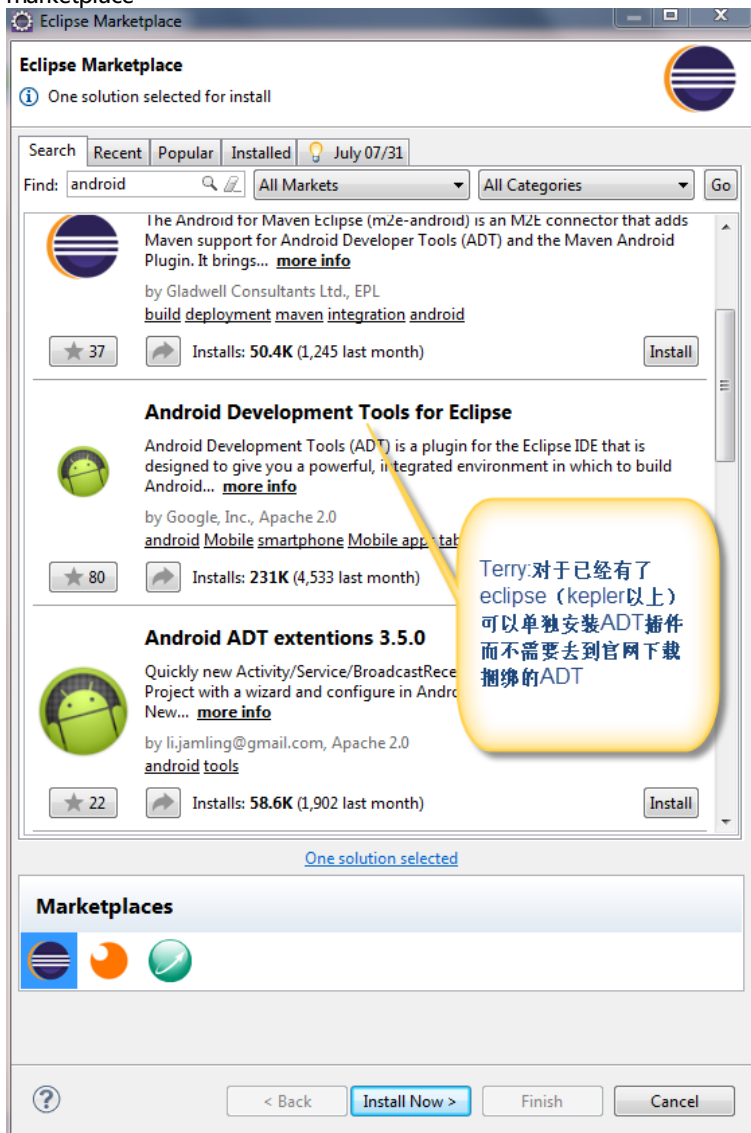 marketplace
Eclipse Marketplace
Eclipse Marketplace
One solution selected for install
Search Recent Popular Installed July 07/31
Find: android All Markets All Categories Go
The Android for Maven Eclipse (m2e-android) is an M2E connector that adds
Maven support for Android Developer Tools (ADT) and the Maven Android
Plugin. It brings... more info
by Gladwell Consultants Ltd., EPL
build deployment maven integration android
37 Installs: 50.4K (1,245 last month) Install
Android Development Tools for Eclipse
Android Development Tools (ADT) is a plugin for the Eclipse IDE that is
designed to give you a powerful, integrated environment in which to build
Android... more info
by Google, Inc., Apache 2.0
android Mobile smartphone Mobile apps tab
80 Installs: 231K (4,533 last month)
Terry:对于已经有了
eclipse（kepler以上）
可以单独安装ADT插件
而不需要去到官网下载
捆绑的ADT
Android ADT extentions 3.5.0
Quickly new Activity/Service/BroadcastRece
Project with a wizard and configure in Andro
New... more info
by li.jamling@gmail.com, Apache 2.0
android tools
22 Installs: 58.6K (1,902 last month) Install
One solution selected
Marketplaces
< Back Install Now > Finish Cancel